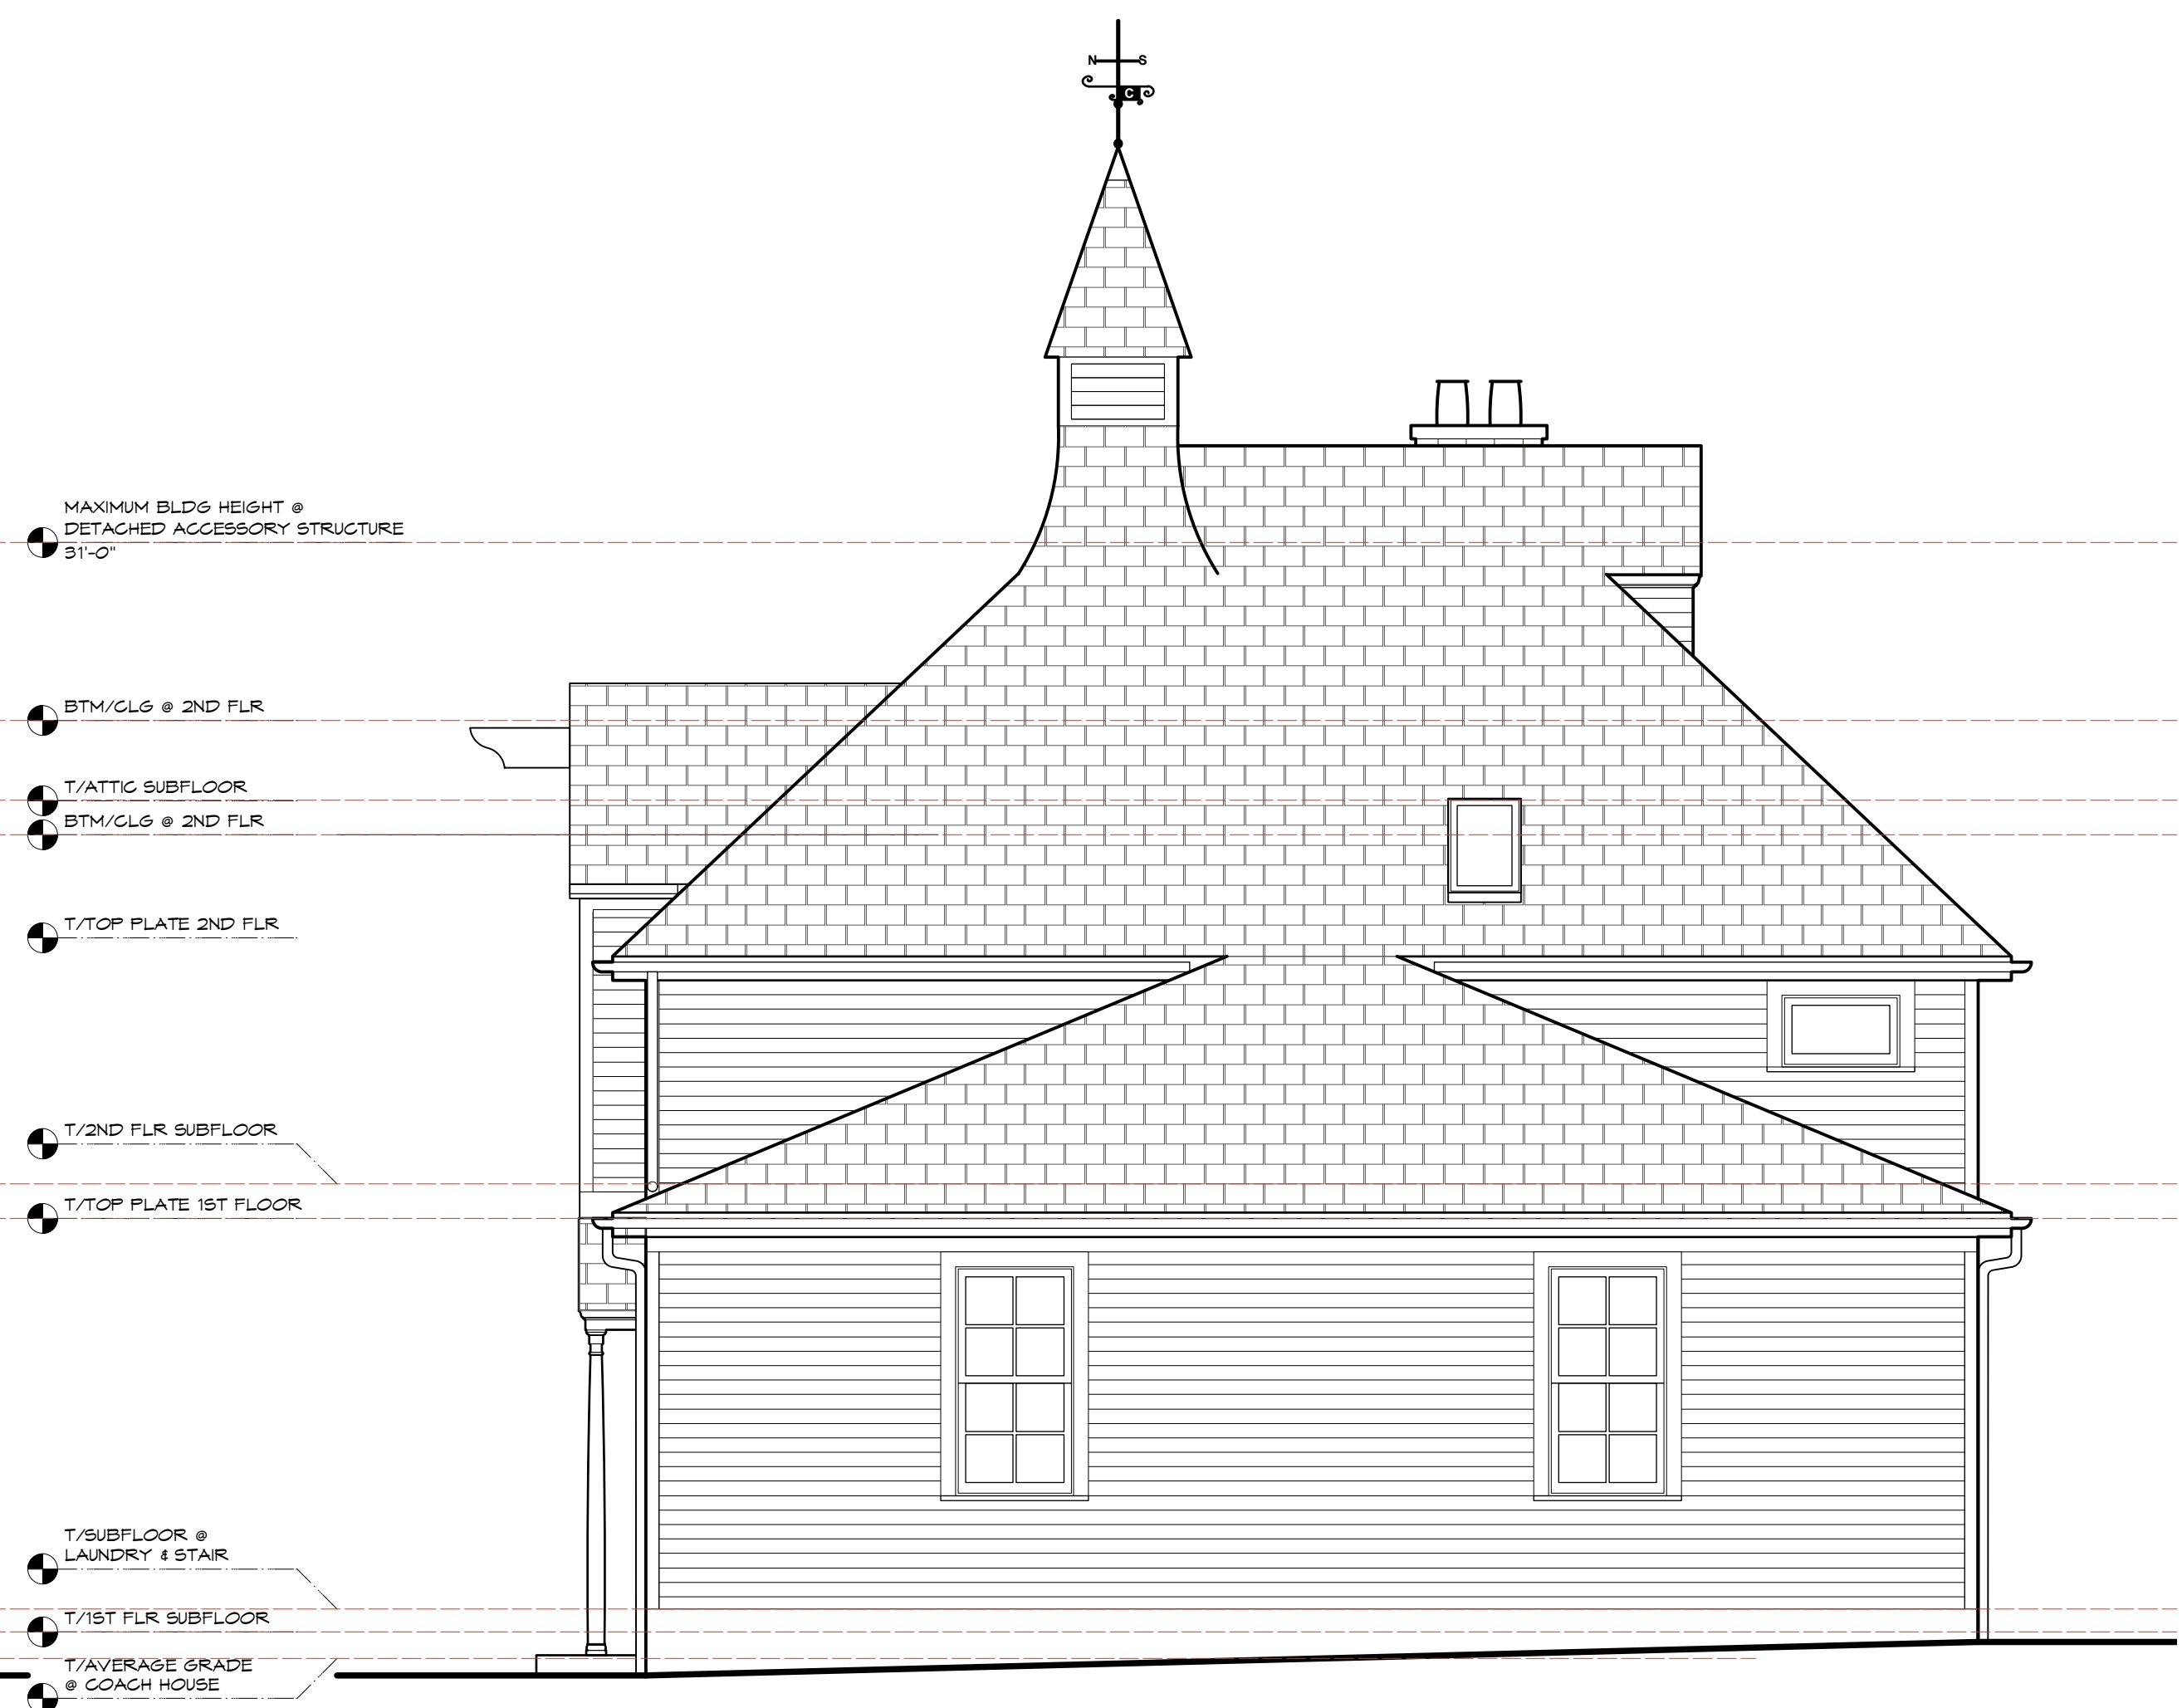 N S
C
MAXIMUM BLDG HEIGHT @
DETACHED ACCESSORY STRUCTURE
31'-0"
BTM/CLG @ 2ND FLR
T/ATTIC SUBFLOOR
BTM/CLG @ 2ND FLR
T/TOP PLATE 2ND FLR
T/2ND FLR SUBFLOOR
T/TOP PLATE 1ST FLOOR
T/SUBFLOOR @
LAUNDRY & STAIR
T/1ST FLR SUBFLOOR
T/AVERAGE GRADE
@ COACH HOUSE